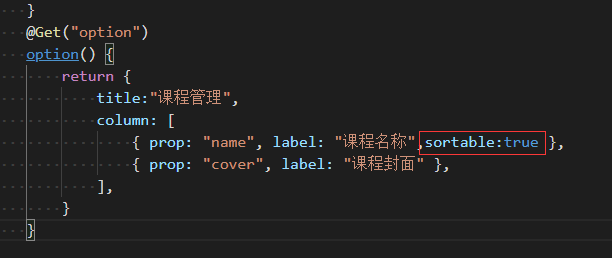 }
@Get("option")
option() {
return {
title:"课程管理",
column: [
{ prop: "name", label: "课程名称",sortable:true },
{ prop: "cover", label: "课程封面" },
],
}
}